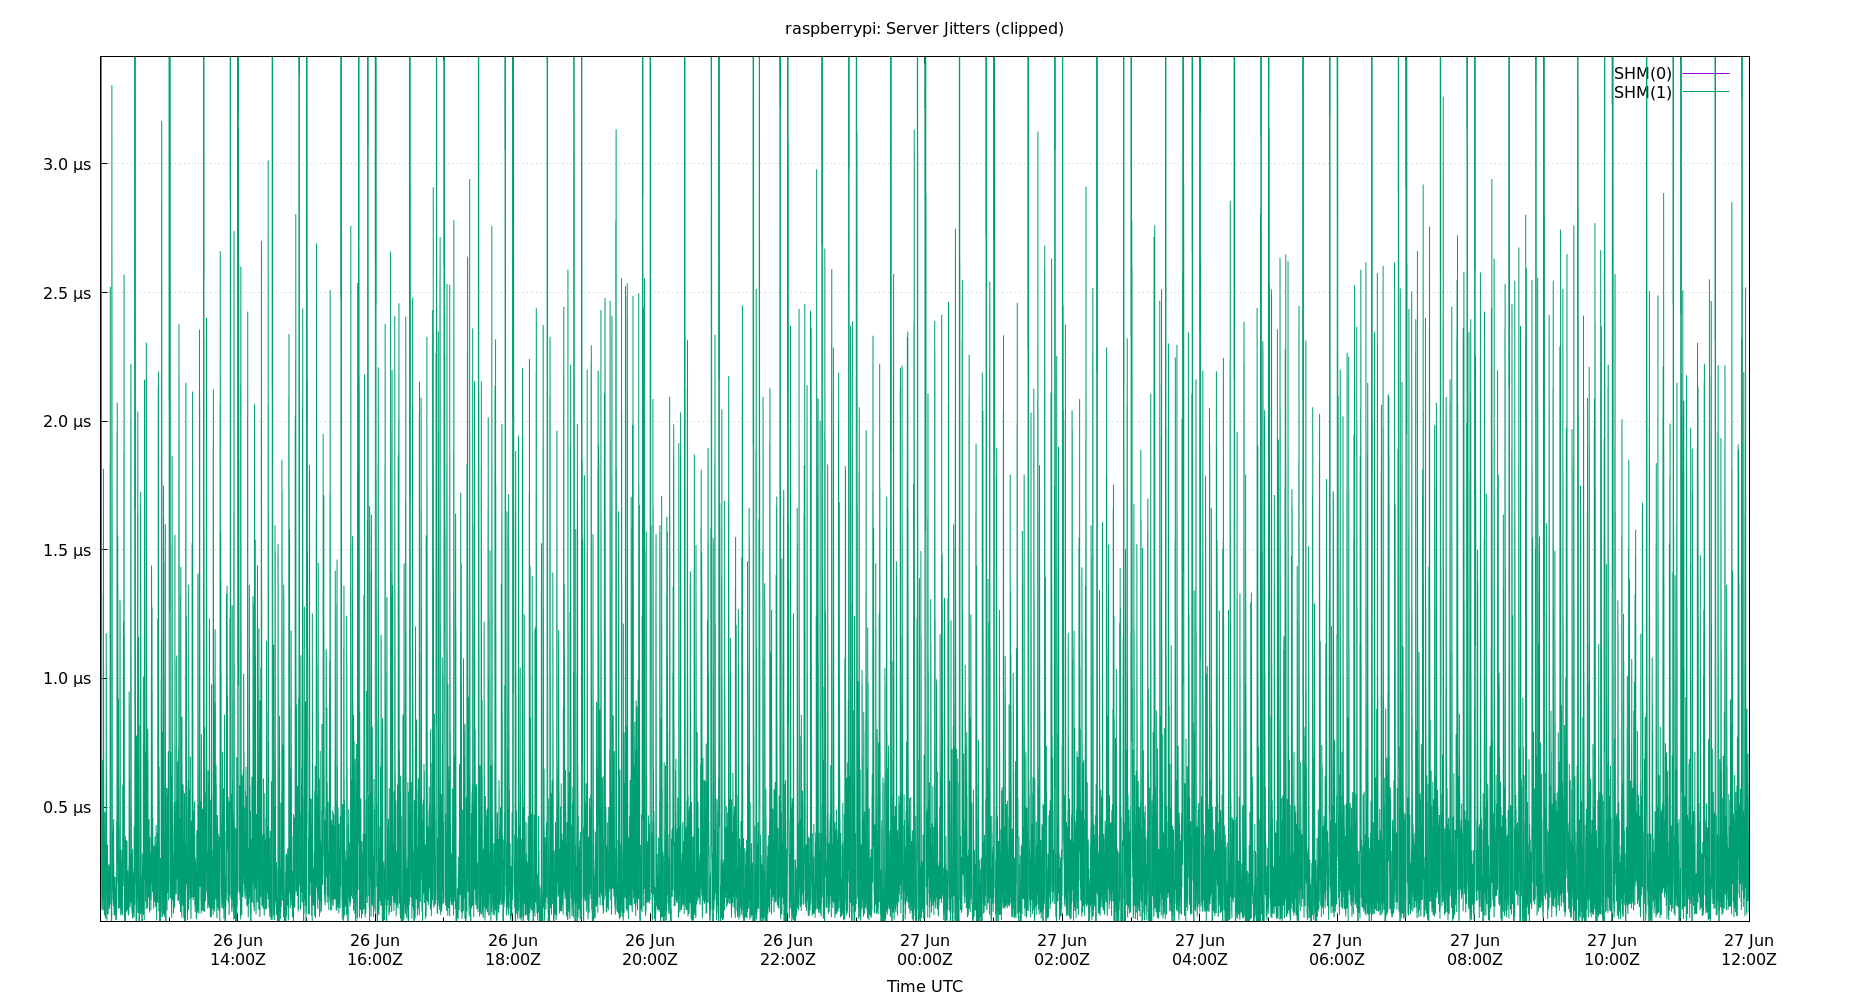 raspberrypi: Server Jitters (clipped)
SHM(0)
SHM(1)
3.0 µs
2.5 µs
2.0 µs
1.5 µs
1.0 µs
0.5 µs
26 Jun 14:00Z
26 Jun 16:00Z
26 Jun 18:00Z
26 Jun 20:00Z
26 Jun 22:00Z
27 Jun 00:00Z
27 Jun 02:00Z
27 Jun 04:00Z
27 Jun 06:00Z
27 Jun 08:00Z
27 Jun 10:00Z
27 Jun 12:00Z
Time UTC